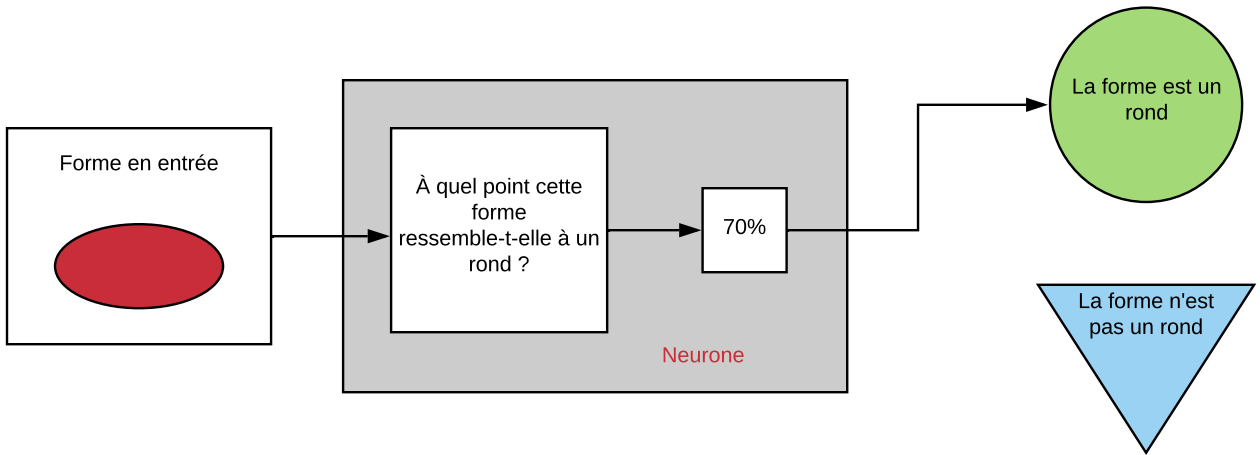 Forme en entrée
À quel point cette
forme
ressemble-t-elle à un
rond ?
70%
Neurone
La forme est un
rond
La forme n'est
pas un rond